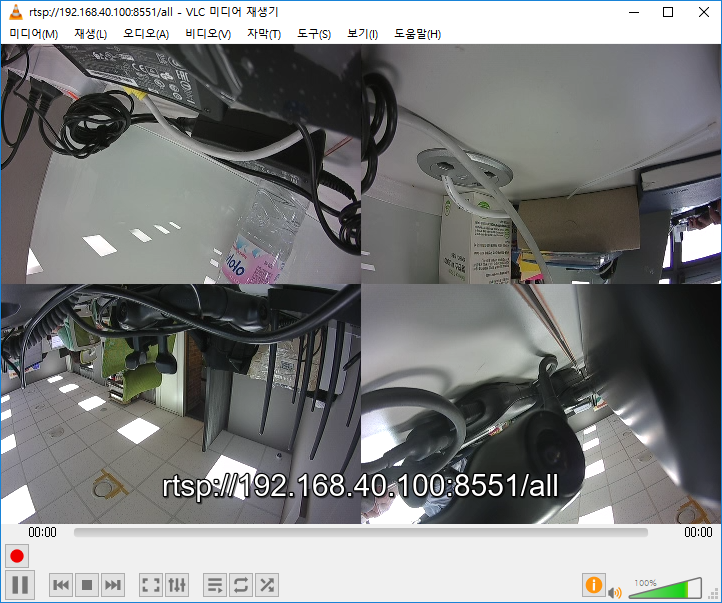 rtsp://192.168.40.100:8551/all - VLC 미디어 재생기
미디어(M) 재생(L) 오디오(A) 비디오(V) 자막(T) 도구(S) 보기(I) 도움말(H)
rtsp://192.168.40.100:8551/all
00:00 00:00
100%